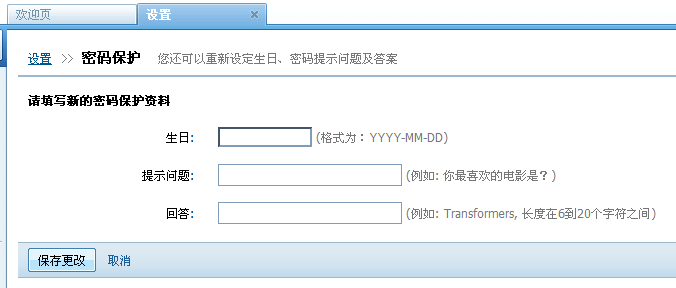 欢迎页 设置 ×
设置 >> 密码保护 您还可以重新设定生日、密码提示问题及答案
请填写新的密码保护资料
生日: (格式为：YYYY-MM-DD)
提示问题: (例如: 你最喜欢的电影是？)
回答: (例如: Transformers, 长度在6到20个字符之间)
保存更改 取消